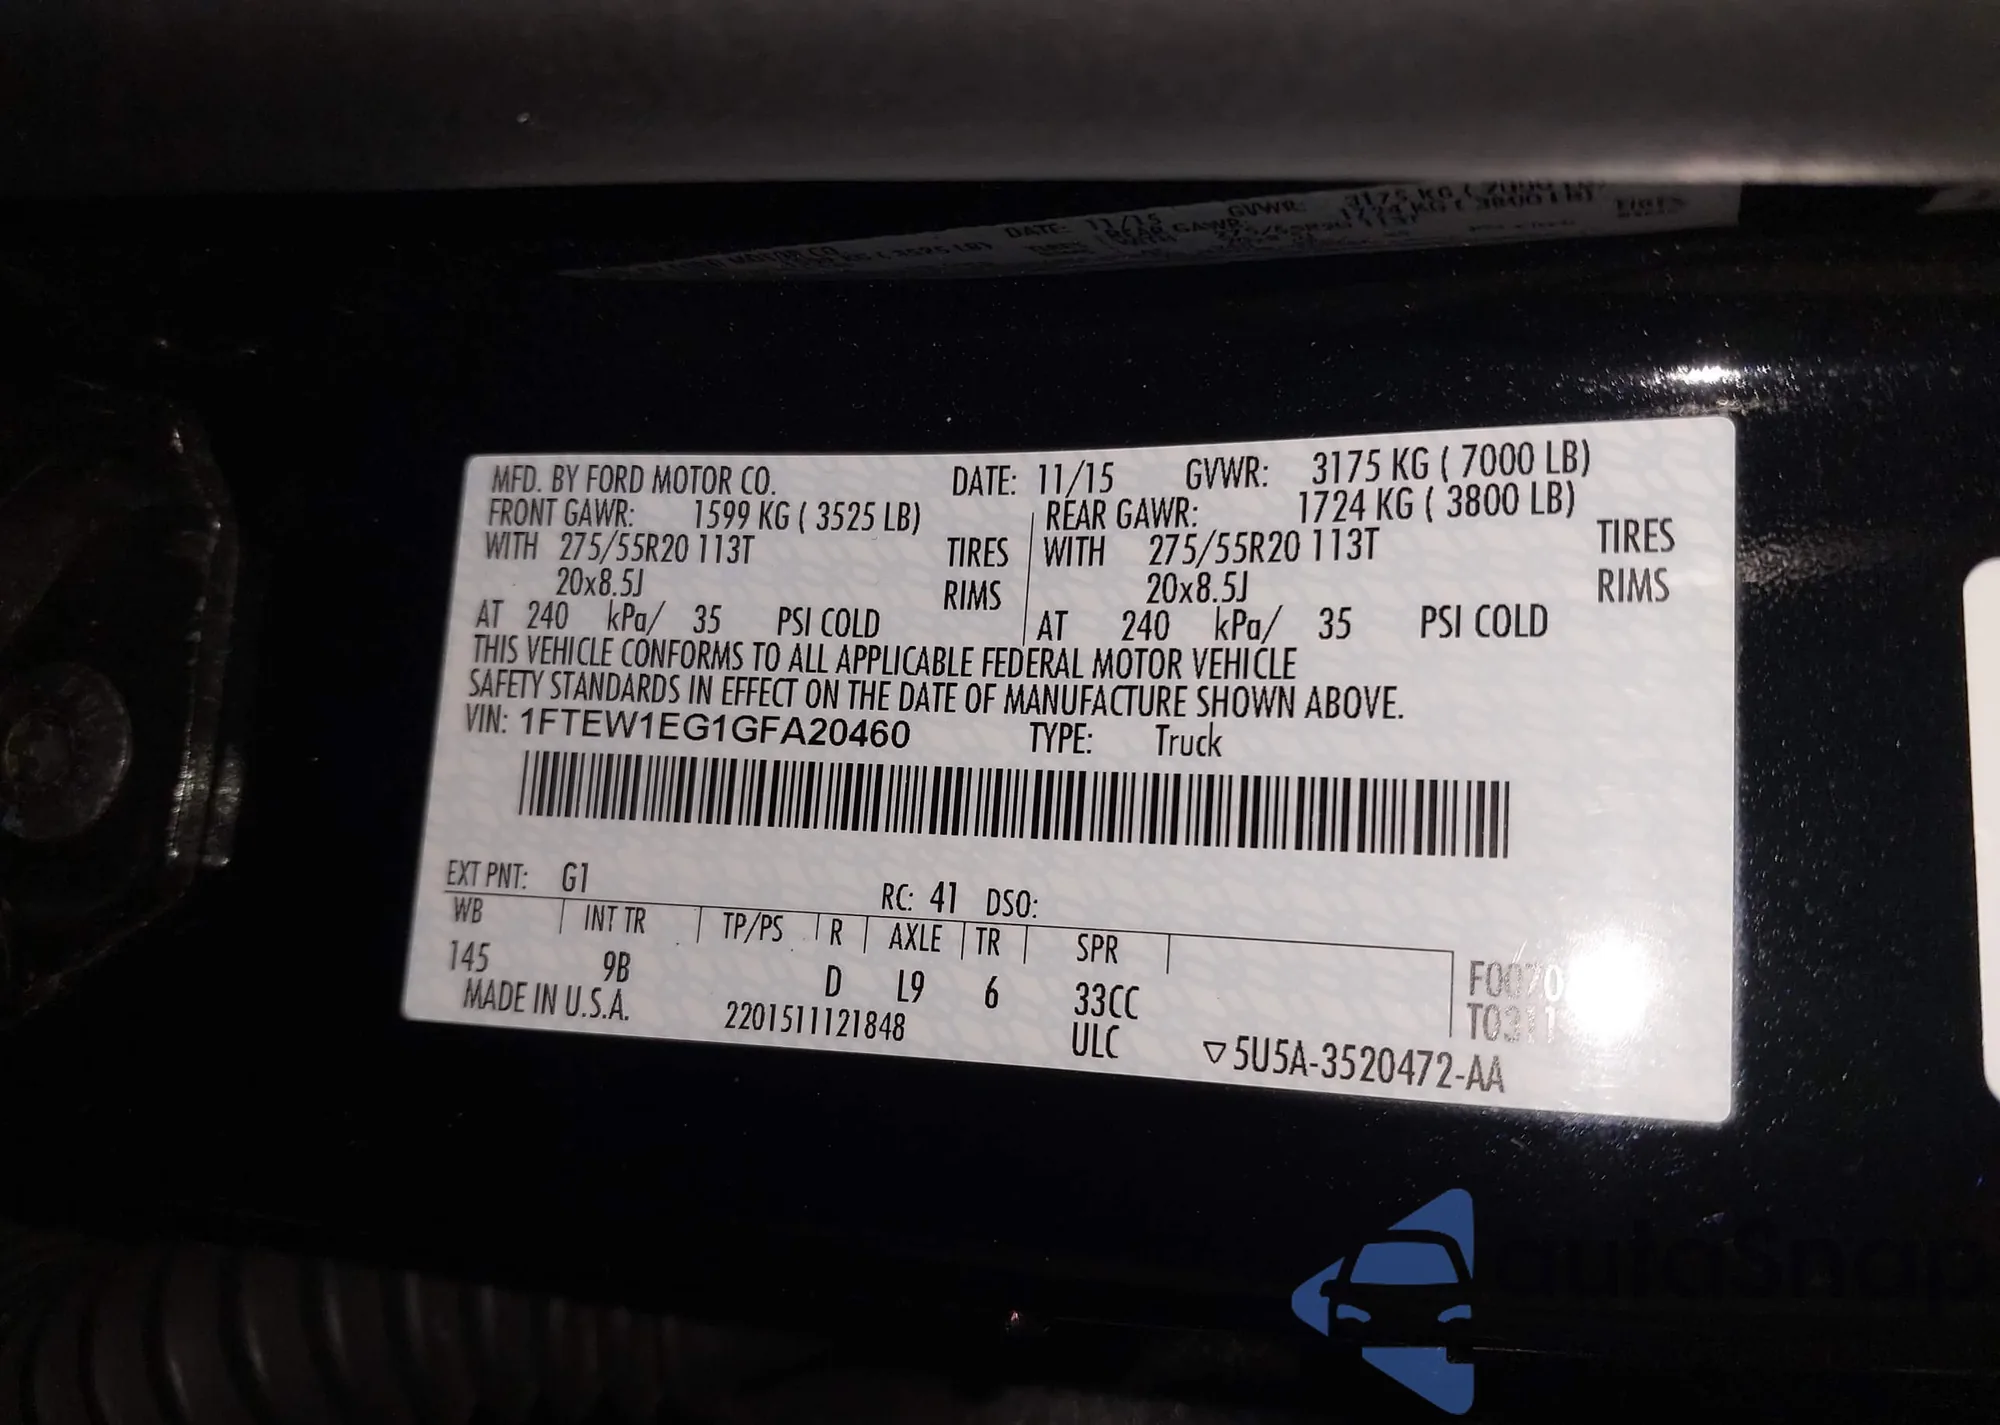 MFD. BY FORD MOTOR CO. DATE: 11/15 GVWR: 3175 KG ( 7000 LB)
FRONT GAWR: 1599 KG ( 3525 LB) REAR GAWR: 1724 KG ( 3800 LB)
WITH 275/55R20 113T TIRES WITH 275/55R20 113T TIRES
20x8.5J RIMS 20x8.5J RIMS
AT 240 kPa/ 35 PSI COLD AT 240 kPa/ 35 PSI COLD
THIS VEHICLE CONFORMS TO ALL APPLICABLE FEDERAL MOTOR VEHICLE
SAFETY STANDARDS IN EFFECT ON THE DATE OF MANUFACTURE SHOWN ABOVE.
VIN: 1FTEW1EG1GFA20460 TYPE: Truck
EXT PNT: G1 RC: 41 DSO:
WB INT TR TP/PS R AXLE TR SPR
145 9B D L9 6 33CC F0070
MADE IN U.S.A. 2201511121848 ULC
▽5U5A-3520472-AA